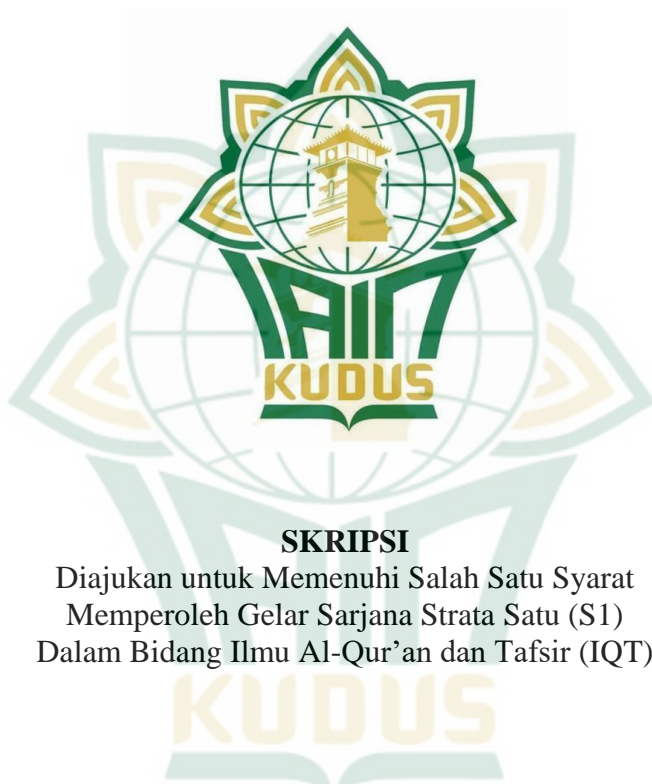 IAIN
KUDUS
SKRIPSI
Diajukan untuk Memenuhi Salah Satu Syarat
Memperoleh Gelar Sarjana Strata Satu (S1)
Dalam Bidang Ilmu Al-Qur’an dan Tafsir (IQT)
KUDUS